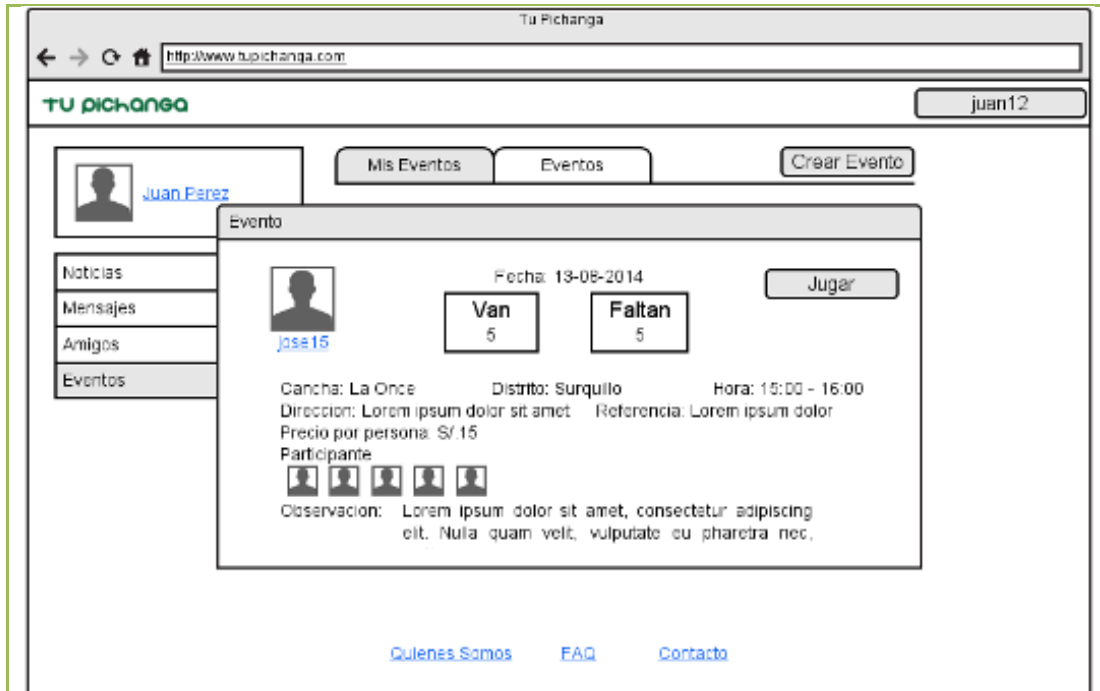 Tu Pichanga
http://www.tupichanga.com
TU PICHANGA
juan12
Juan Perez
Mis Eventos
Eventos
Crear Evento
Noticias
Mensajes
Amigos
Eventos
Evento
jose15
Fecha: 13-08-2014
Van
5
Faltan
5
Jugar
Cancha: La Once Distrito: Surquillo Hora: 15:00 - 16:00
Direccion: Lorem ipsum dolor sit amet Referencia: Lorem ipsum dolor
Precio por persona: S/.15
Participante
Observacion: Lorem ipsum dolor sit amet, consectetur adipiscing
elit. Nulla quam velit, vulputate eu pharetra nec,
Quienes Somos FAQ Contacto